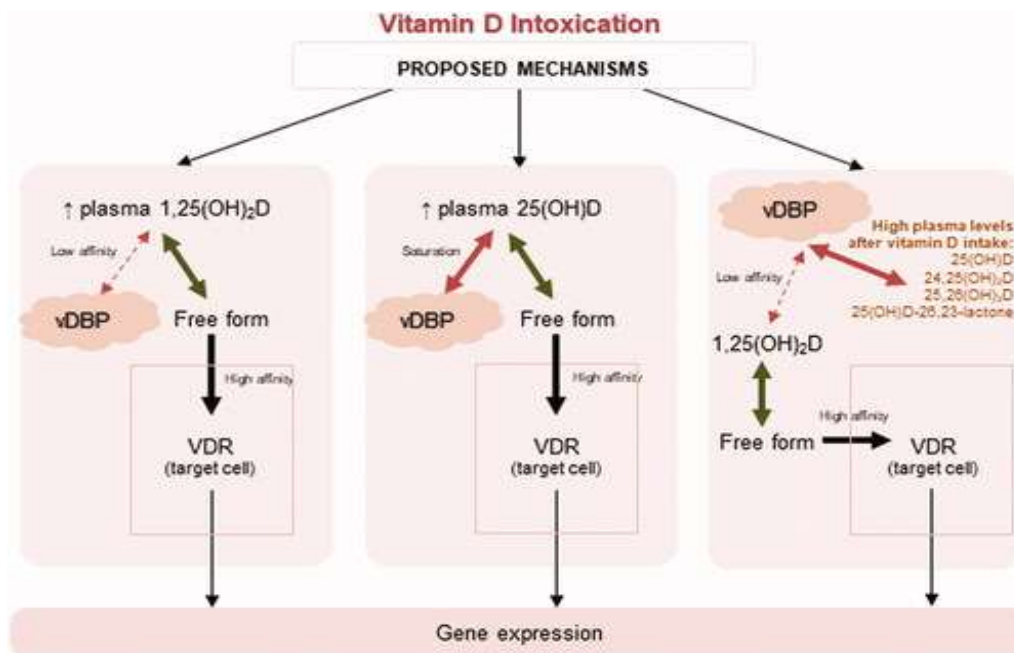 Vitamin D Intoxication
PROPOSED MECHANISMS
↑ plasma 1,25(OH)₂D
Low affinity
vDBP
Free form
High affinity
VDR
(target cell)
↑ plasma 25(OH)D
Saturation
vDBP
Free form
High affinity
VDR
(target cell)
vDBP
High plasma levels
after vitamin D intake:
25(OH)D
24,25(OH)₂D
25,26(OH)₂D
25(OH)D-26,23-lactone
Low affinity
1,25(OH)₂D
Free form
High affinity
VDR
(target cell)
Gene expression